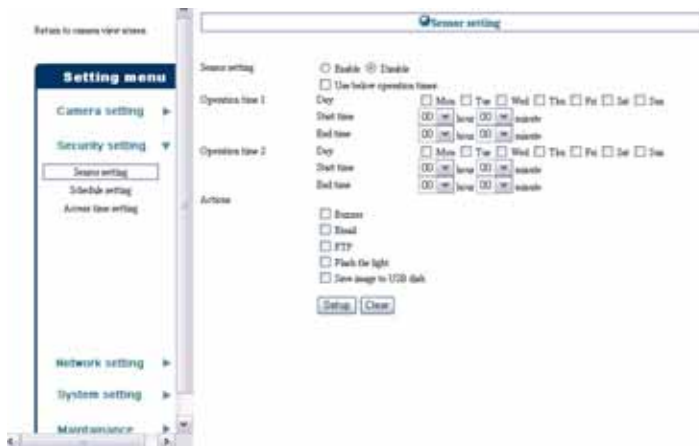 Return to camera view screen
Setting menu
Camera setting
Security setting
Sensor setting
Schedule setting
Access time setting
Network setting
System setting
Maintainance
Sensor setting
Sensor setting Enable Disable
Use below operation times
Operation time 1 Day Mon Tue Wed Thu Fri Sat Sun
Start time 00 hour 00 minute
End time 00 hour 00 minute
Operation time 2 Day Mon Tue Wed Thu Fri Sat Sun
Start time 00 hour 00 minute
End time 00 hour 00 minute
Actions
Buzzer
Email
FTP
Flash the light
Save image to USB disk
Setup Clear